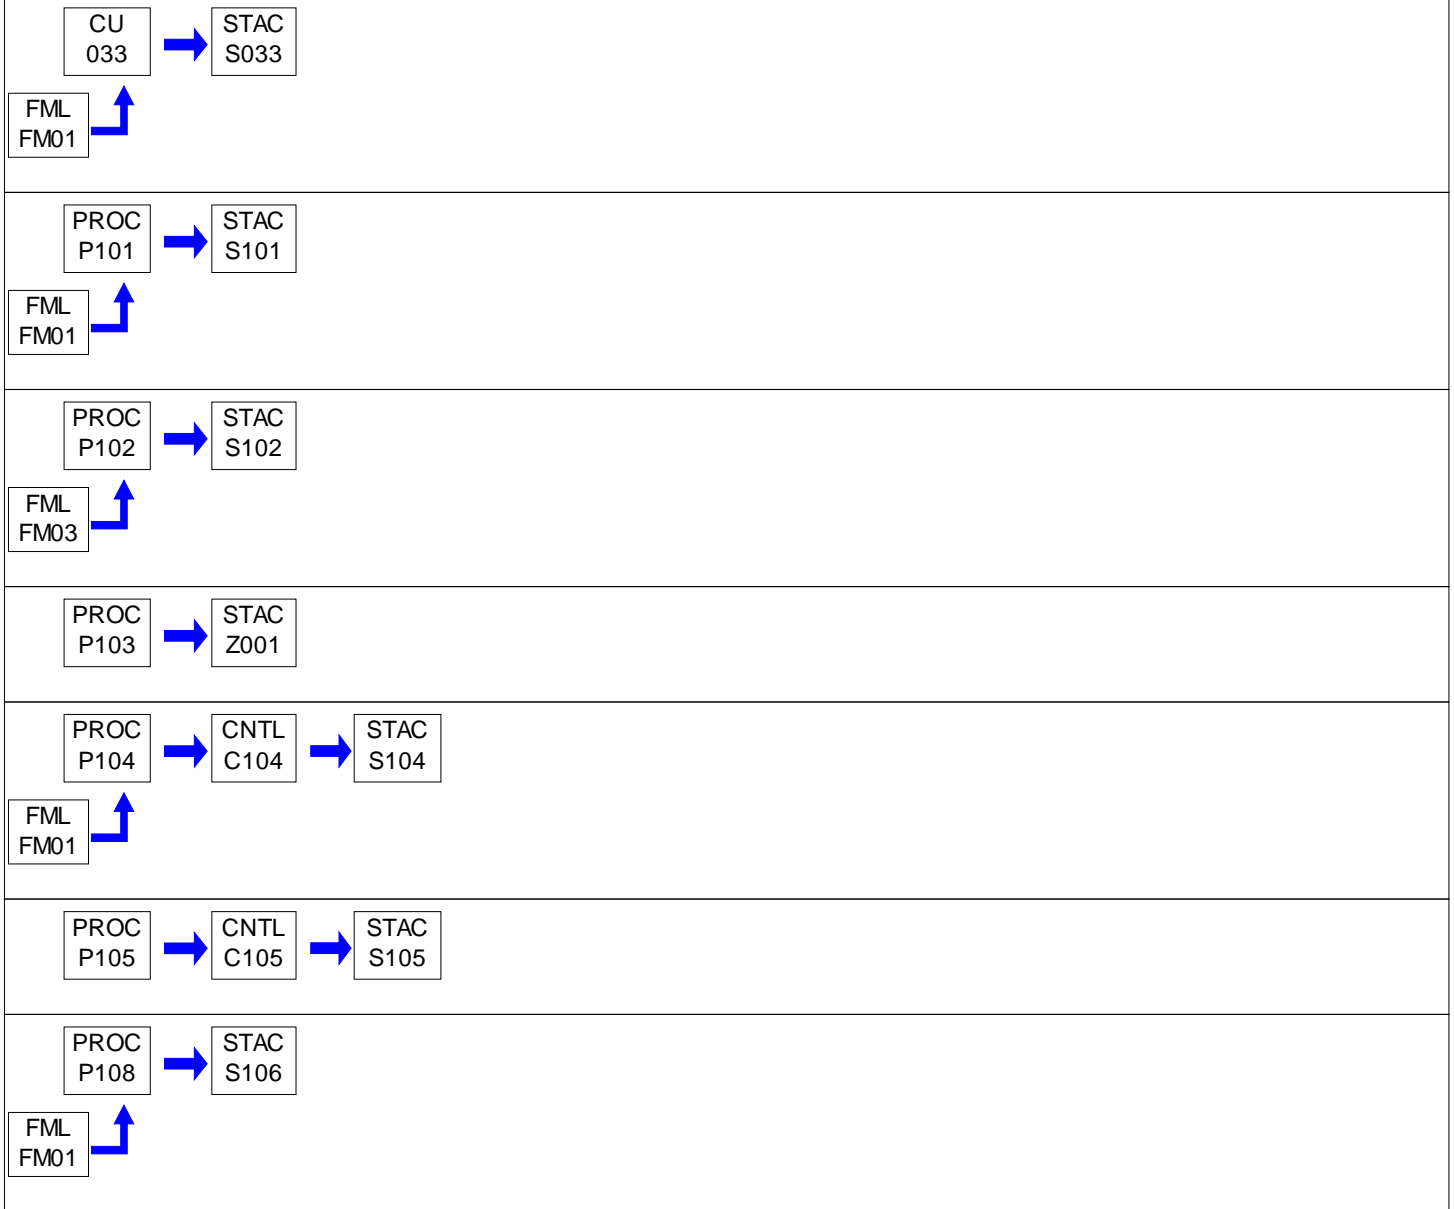 CU
033
STAC
S033
FML
FM01
PROC
P101
STAC
S101
FML
FM01
PROC
P102
STAC
S102
FML
FM03
PROC
P103
STAC
Z001
PROC
P104
CNTL
C104
STAC
S104
FML
FM01
PROC
P105
CNTL
C105
STAC
S105
PROC
P108
STAC
S106
FML
FM01